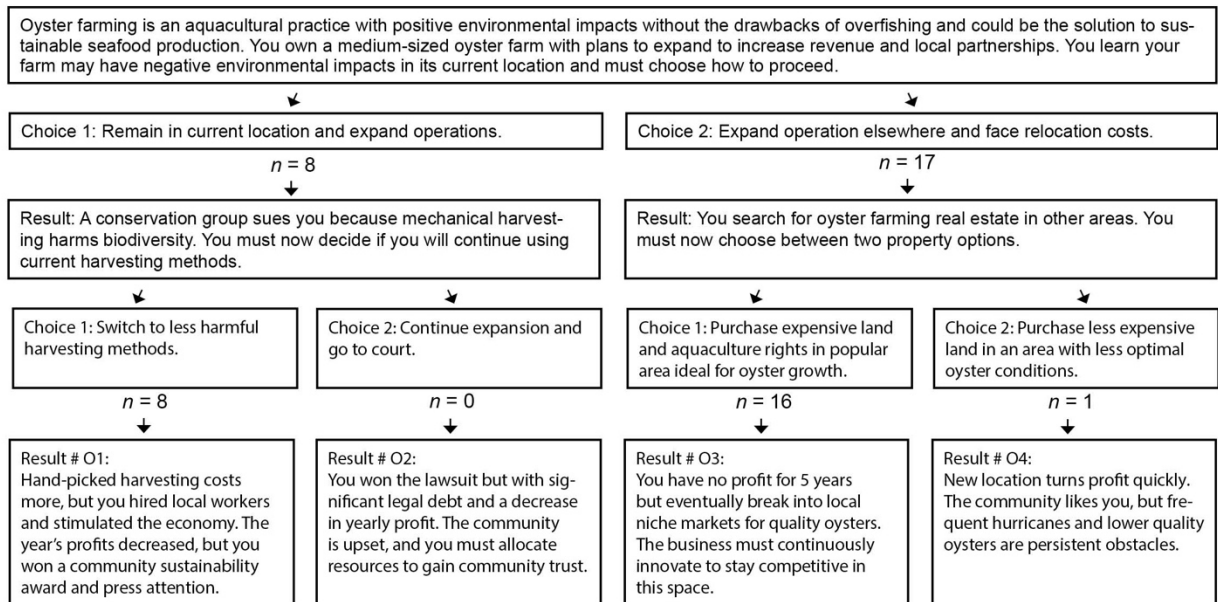 Oyster farming is an aquacultural practice with positive environmental impacts without the drawbacks of overfishing and could be the solution to sus-
tainable seafood production. You own a medium-sized oyster farm with plans to expand to increase revenue and local partnerships. You learn your
farm may have negative environmental impacts in its current location and must choose how to proceed.
Choice 1: Remain in current location and expand operations.
Choice 2: Expand operation elsewhere and face relocation costs.
n = 8
n = 17
Result: A conservation group sues you because mechanical harvest-
ing harms biodiversity. You must now decide if you will continue using
current harvesting methods.
Result: You search for oyster farming real estate in other areas. You
must now choose between two property options.
Choice 1: Switch to less harmful
harvesting methods.
Choice 2: Continue expansion and
go to court.
Choice 1: Purchase expensive land
and aquaculture rights in popular
area ideal for oyster growth.
Choice 2: Purchase less expensive
land in an area with less optimal
oyster conditions.
n = 8
n = 0
n = 16
n = 1
Result # O1:
Hand-picked harvesting costs
more, but you hired local workers
and stimulated the economy. The
year's profits decreased, but you
won a community sustainability
award and press attention.
Result # O2:
You won the lawsuit but with sig-
nificant legal debt and a decrease
in yearly profit. The community
is upset, and you must allocate
resources to gain community trust.
Result # O3:
You have no profit for 5 years
but eventually break into local
niche markets for quality oysters.
The business must continuously
innovate to stay competitive in
this space.
Result # O4:
New location turns profit quickly.
The community likes you, but fre-
quent hurricanes and lower quality
oysters are persistent obstacles.